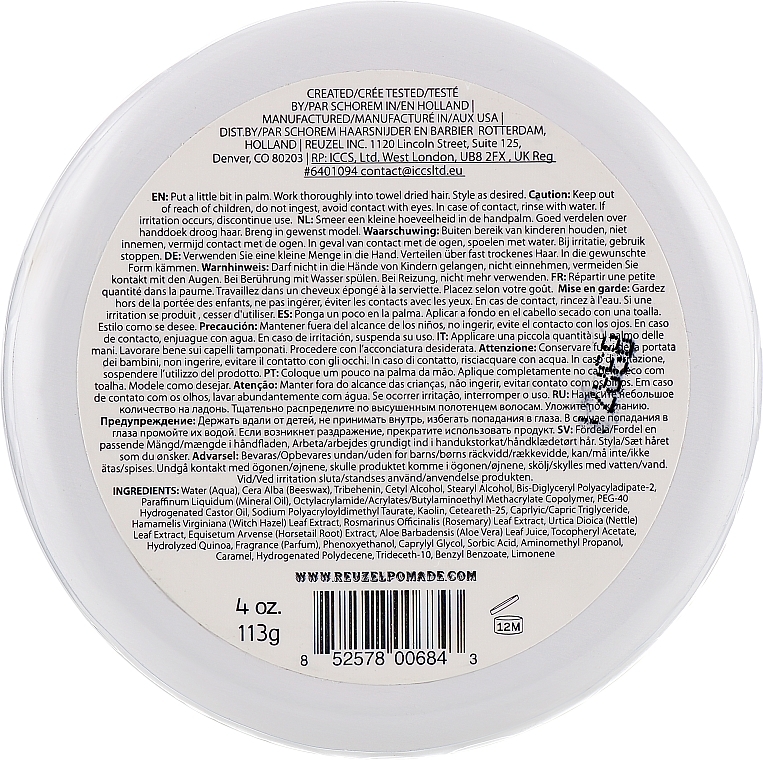 CREATED/CRÉE TESTED/TESTÉ
BY/PAR SCHOREM IN/EN HOLLAND |
MANUFACTURED/MANUFACTURÉ IN/AUX USA |
DIST.BY/PAR SCHOREM HAARSNIJDER EN BARBIER ROTTERDAM,
HOLLAND | REUZEL INC. 1120 Lincoln Street, Suite 125,
Denver, CO 80203 | RP: ICCS, Ltd. West London, UB8 2FX , UK Reg
#6401094 contact@iccsltd.eu
EN: Put a little bit in palm. Work thoroughly into towel dried hair. Style as desired. Caution: Keep out
of reach of children, do not ingest, avoid contact with eyes. In case of contact, rinse with water. If
irritation occurs, discontinue use. NL: Smeer een kleine hoeveelheid in de handpalm. Goed verdelen over
handdoek droog haar. Breng in gewenst model. Waarschuwing: Buiten bereik van kinderen houden, niet
innemen, vermijd contact met de ogen. In geval van contact met de ogen, spoelen met water. Bij irritatie, gebruik
stoppen. DE: Verwenden Sie eine kleine Menge in die Hand. Verteilen über fast trockenes Haar. In die gewunschte
Form kämmen. Warnhinweis: Darf nicht in die Hände von Kindern gelangen, nicht einnehmen, vermeiden Sie
kontakt mit den Augen. Bei Berührung mit Wasser spülen. Bei Reizung, nicht mehr verwenden. FR: Répartir une petite
quantité dans la paume. Travaillez dans un cheveux épongé à la serviette. Placez selon votre goût. Mise en garde: Gardez
hors de la portée des enfants, ne pas ingérer, éviter les contacts avec les yeux. En cas de contact, rincez à l'eau. Si une
irritation se produit , cesser d'utiliser. ES: Ponga un poco en la palma. Aplicar a fondo en el cabello secado con una toalla.
Estilo como se desee. Precaución: Mantener fuera del alcance de los niños, no ingerir, evite el contacto con los ojos. En caso
de contacto, enjuague con agua. En caso de irritación, suspenda su uso. IT: Applicare una piccola quantità sul palmo delle
mani. Lavorare bene sui capelli tamponati. Procedere con l'acconciatura desiderata. Attenzione: Conservare fuori della portata
dei bambini, non ingerire, evitare il contatto con gli occhi. In caso di contatto, risciacquare con acqua. In caso di irritazione,
sospendere l'utilizzo del prodotto. PT: Coloque um pouco na palma da mão. Aplique completamente no cabelo seco com
toalha. Modele como desejar. Atenção: Manter fora do alcance das crianças, não ingerir, evitar contato com os olhos. Em caso
de contato com os olhos, lavar abundantemente com água. Se ocorrer irritação, interromper o uso. RU: Нанесите небольшое
количество на ладонь. Тщательно распределите по высушенным полотенцем волосам. Уложите по желанию.
Предупреждение: Держать вдали от детей, не принимать внутрь, избегать попадания в глаза. В случае попадания в
глаза промойте их водой. Если возникнет раздражение, прекратите использовать продукт. SV: Fördela/Fordel en
passende Mängd/mængde i håndfladen, Arbeta/arbejdes grundigt ind i handukstorkat/håndklædetørt hår. Styla/Sæt håret
som du ønsker. Advarsel: Bevaras/Opbevares undan/uden for barns/børns räckvidd/rækkevidde, kan/må inte/ikke
ätas/spises. Undgå kontakt med ögonen/øjnene, skulle produktet komme i ögonen/øjnene, skölj/skylles med vatten/vand.
Vid/Ved irritation sluta/standses använd/anvendelse produkten.
INGREDIENTS: Water (Aqua), Cera Alba (Beeswax), Tribehenin, Cetyl Alcohol, Stearyl Alcohol, Bis-Diglyceryl Polyacyladipate-2,
Paraffinum Liquidum (Mineral Oil), Octylacrylamide/Acrylates/Butylaminoethyl Methacrylate Copolymer, PEG-40
Hydrogenated Castor Oil, Sodium Polyacryloyldimethyl Taurate, Kaolin, Ceteareth-25, Caprlyic/Capric Triglyceride,
Hamamelis Virginiana (Witch Hazel) Leaf Extract, Rosmarinus Officinalis (Rosemary) Leaf Extract, Urtica Dioica (Nettle)
Leaf Extract, Equisetum Arvense (Horsetail Root) Extract, Aloe Barbadensis (Aloe Vera) Leaf Juice, Tocopheryl Acetate,
Hydrolyzed Quinoa, Fragrance (Parfum), Phenoxyethanol, Caprylyl Glycol, Sorbic Acid, Aminomethyl Propanol,
Caramel, Hydrogenated Polydecene, Trideceth-10, Benzyl Benzoate, Limonene
WWW.REUZELPOMADE.COM
4 oz.
113g
12M
8 52578 00684 3